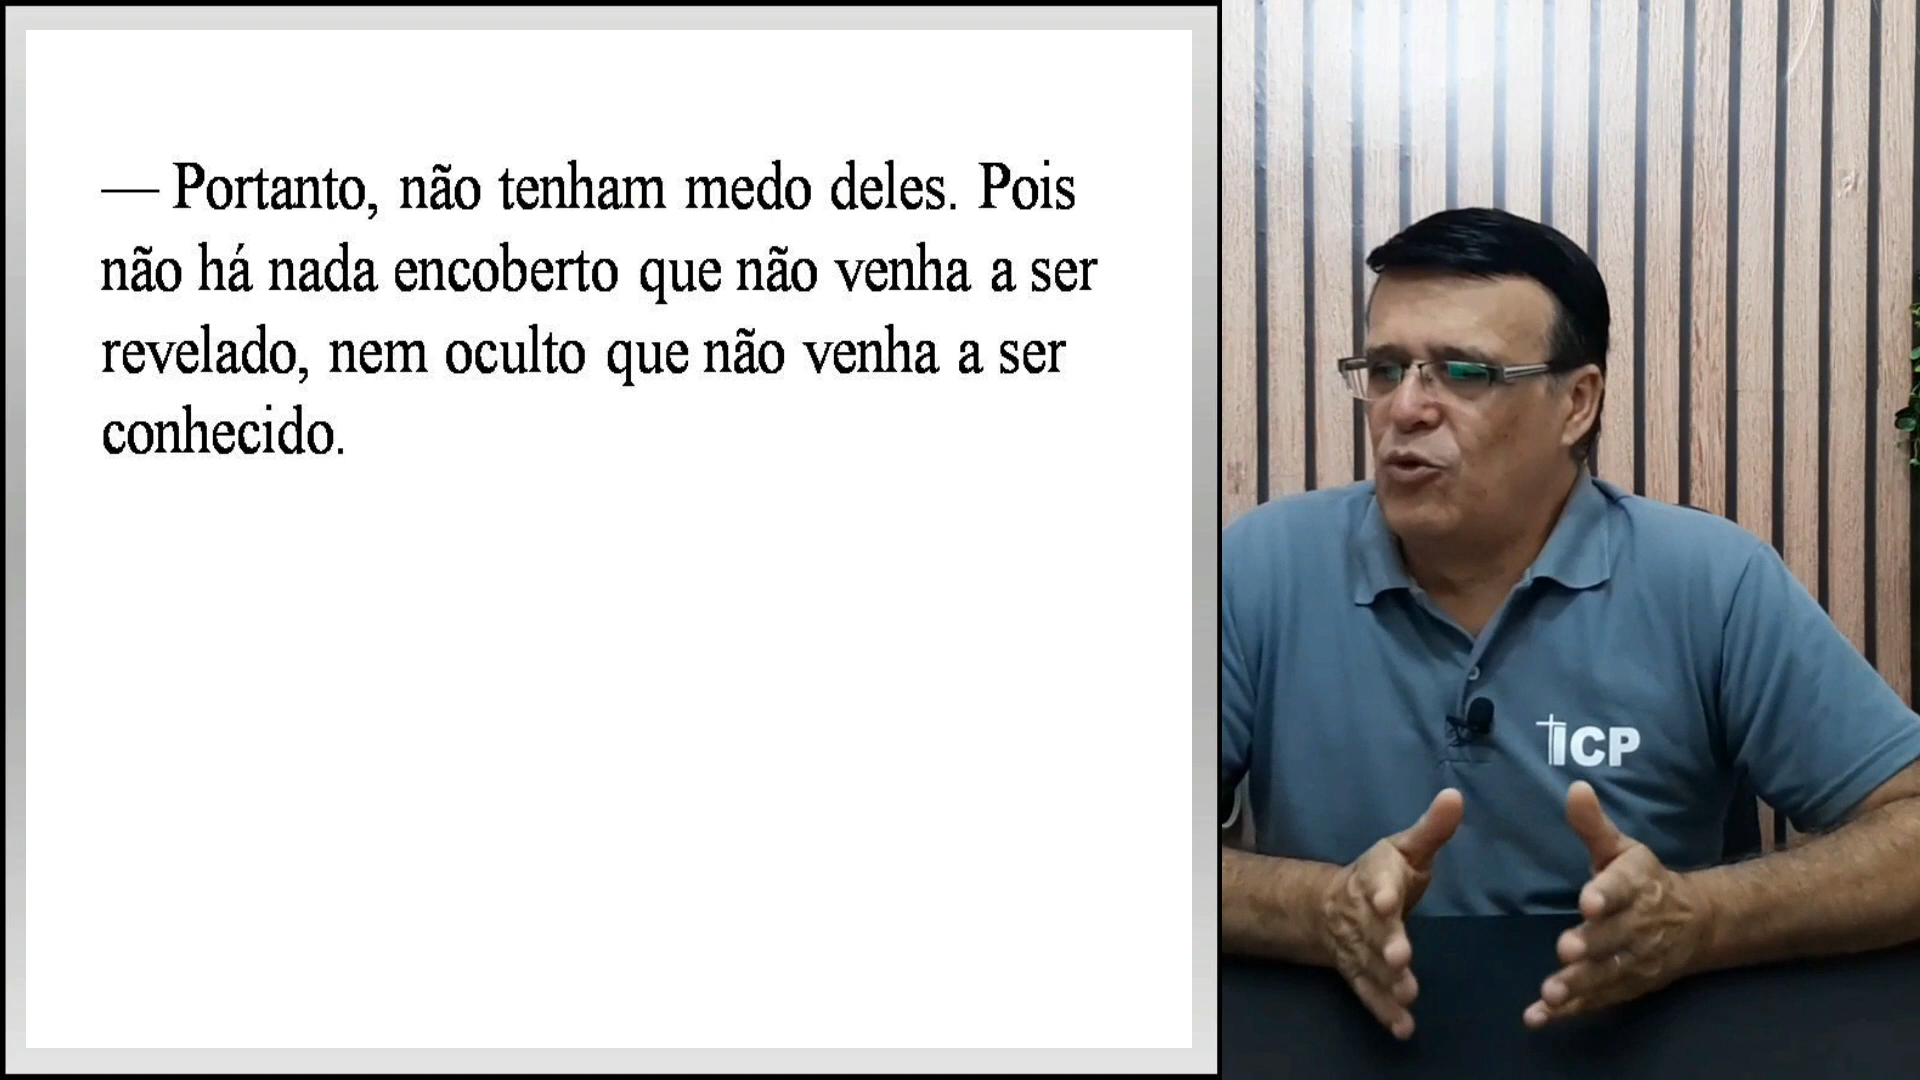 — Portanto, não tenham medo deles. Pois
não há nada encoberto que não venha a ser
revelado, nem oculto que não venha a ser
conhecido.
ICP